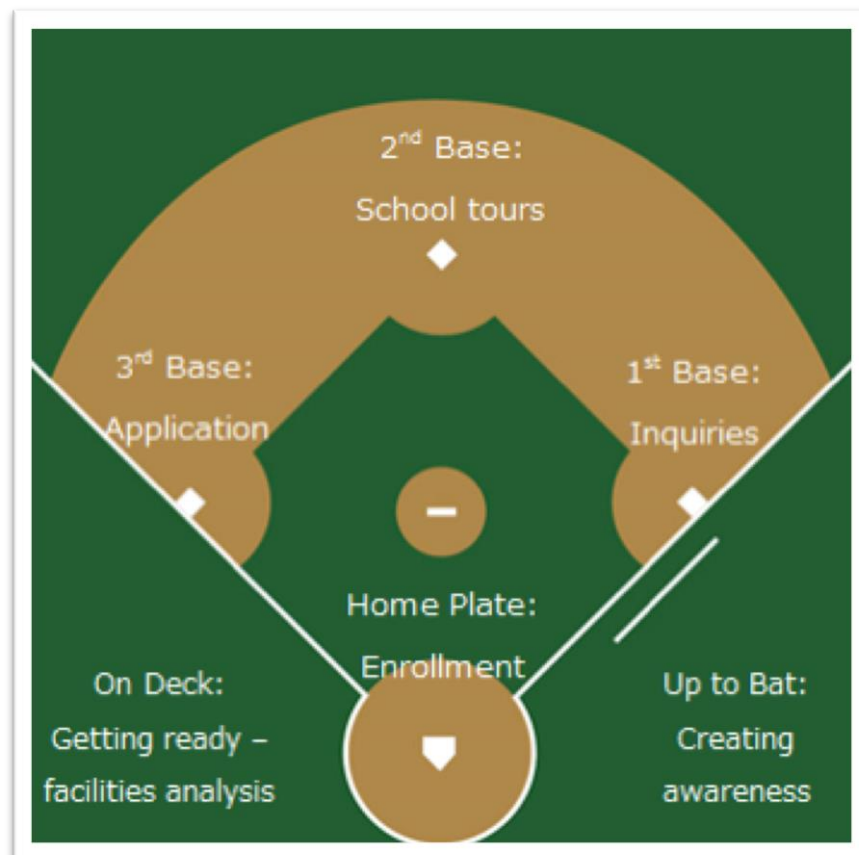 2nd Base:
School tours
3rd Base:
Application
1st Base:
Inquiries
Home Plate:
Enrollment
On Deck:
Getting ready –
facilities analysis
Up to Bat:
Creating
awareness